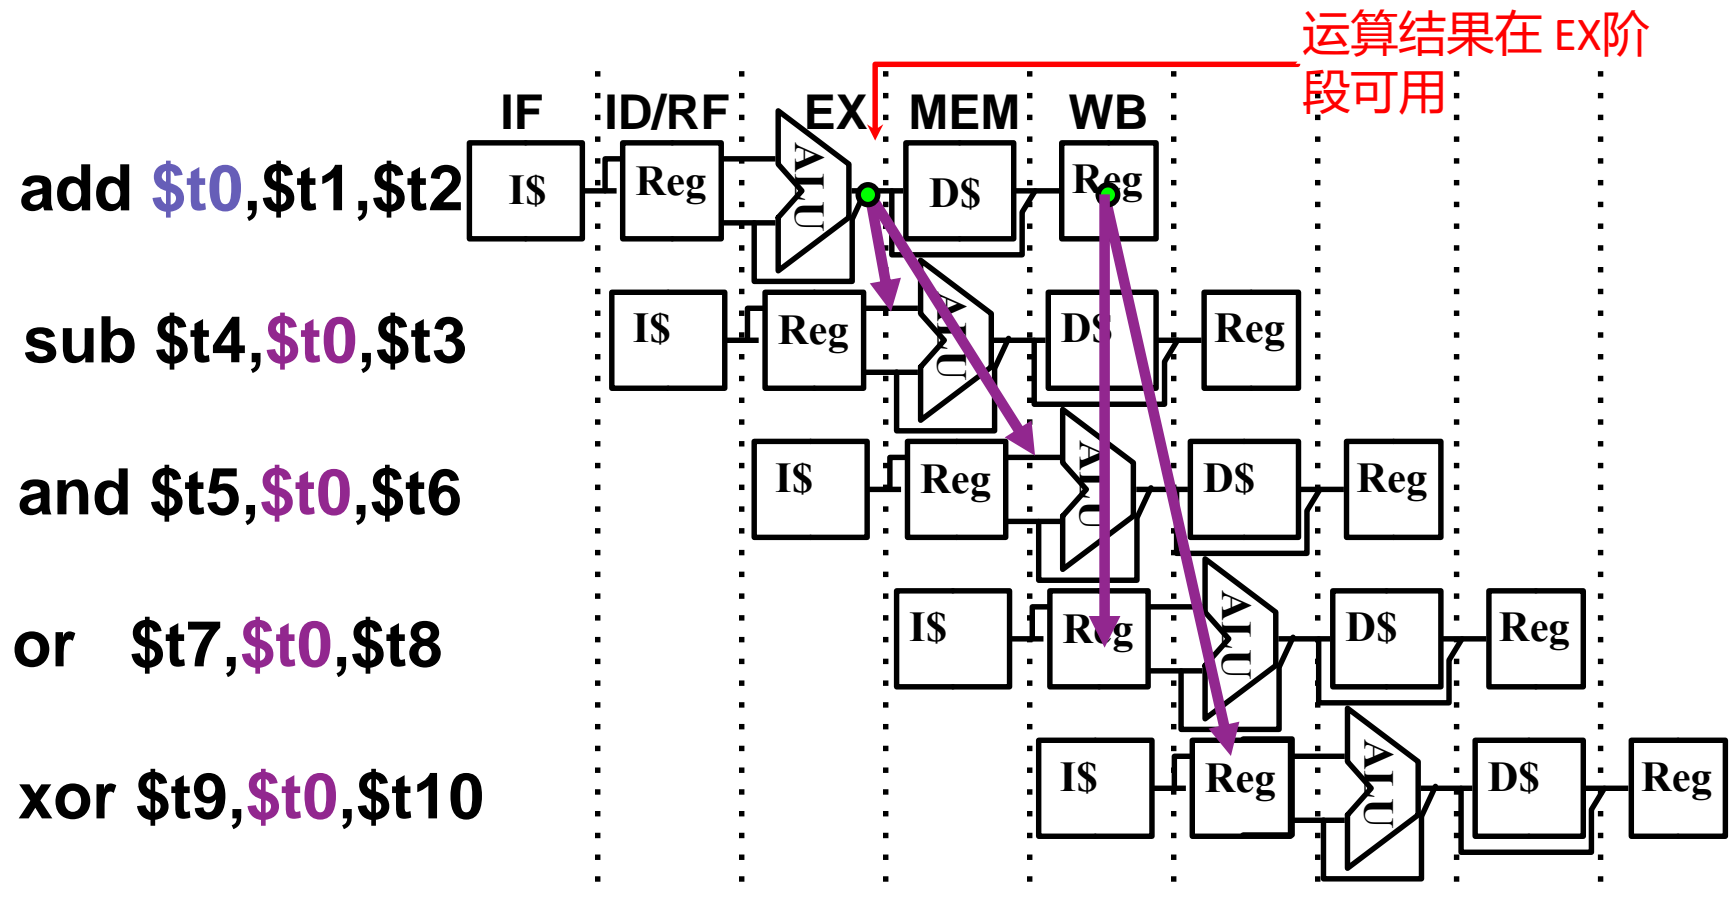 运算结果在 EX阶
段可用
IF ID/RF EX MEM WB
add $t0,$t1,$t2 I$ Reg ALU D$ Reg
sub $t4,$t0,$t3 I$ Reg ALU D$ Reg
and $t5,$t0,$t6 I$ Reg ALU D$ Reg
or $t7,$t0,$t8 I$ Reg ALU D$ Reg
xor $t9,$t0,$t10 I$ Reg ALU D$ Reg